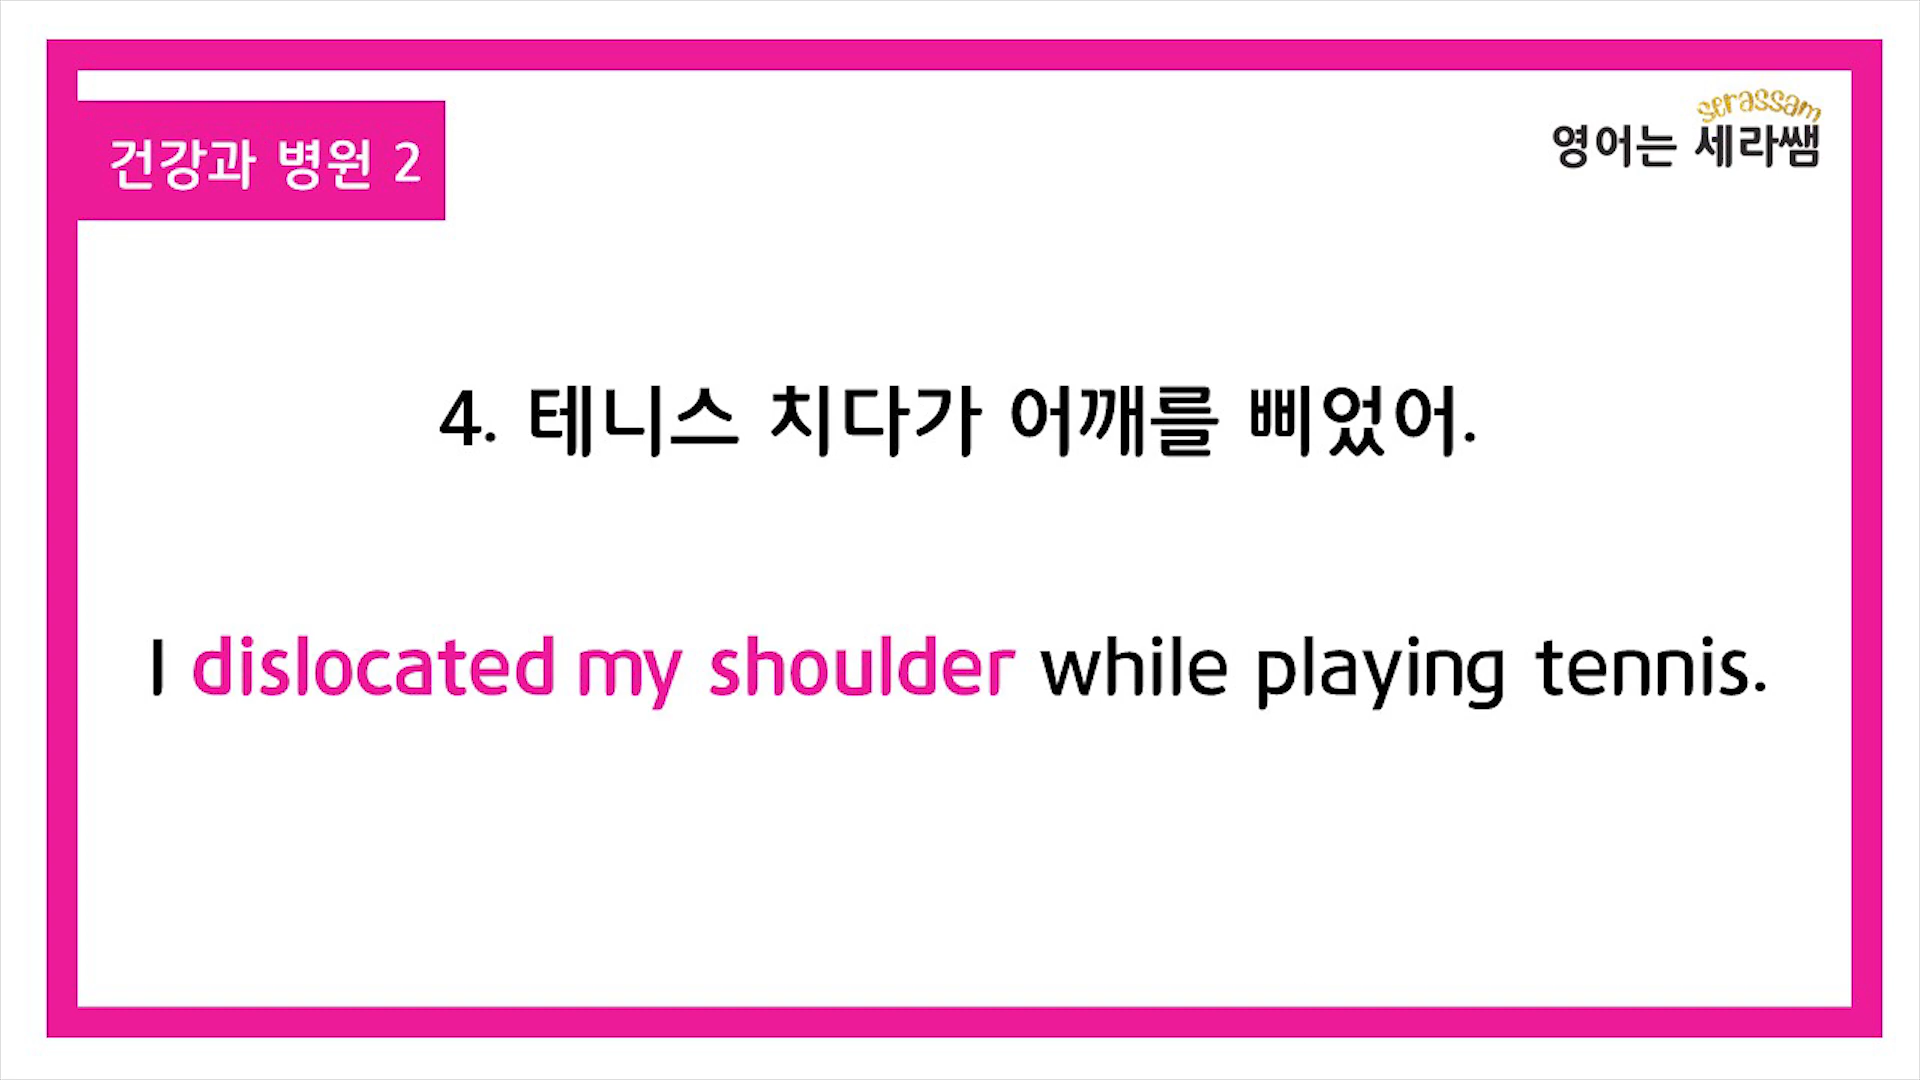 serassam
영어는 세라쌤
건강과 병원 2
4. 테니스 치다가 어깨를 삐었어.
I dislocated my shoulder while playing tennis.